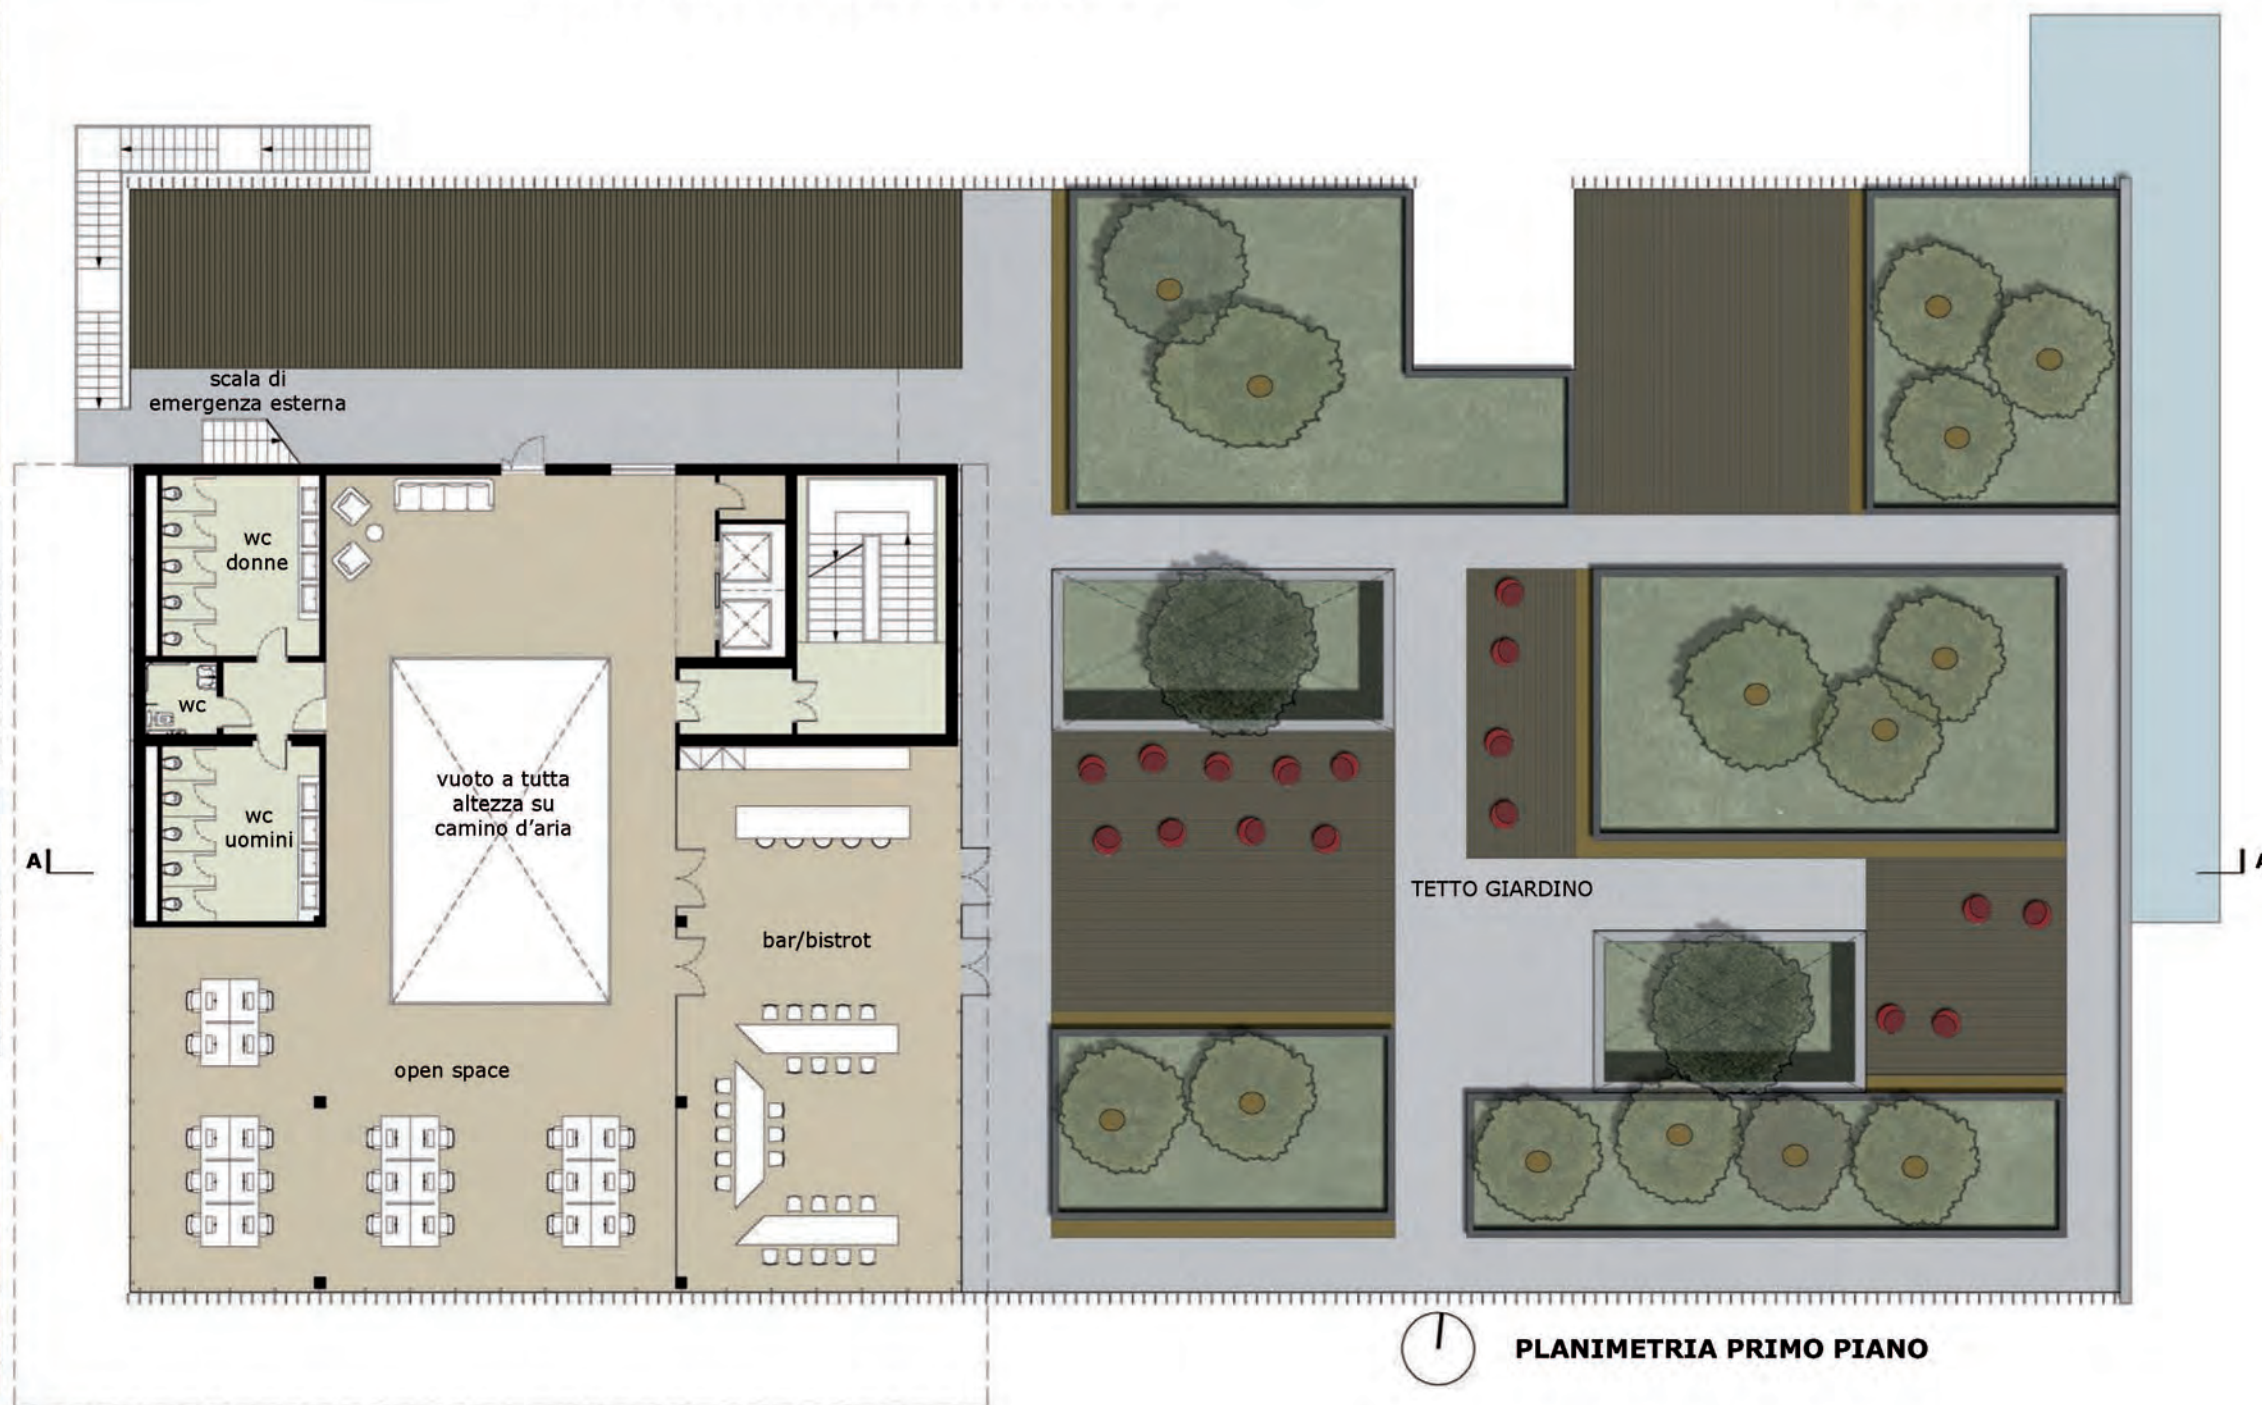 scala di
emergenza esterna
wc
donne
wc
wc
uomini
vuoto a tutta
altezza su
camino d'aria
A
bar/bistrot
open space
TETTO GIARDINO
A
PLANIMETRIA PRIMO PIANO